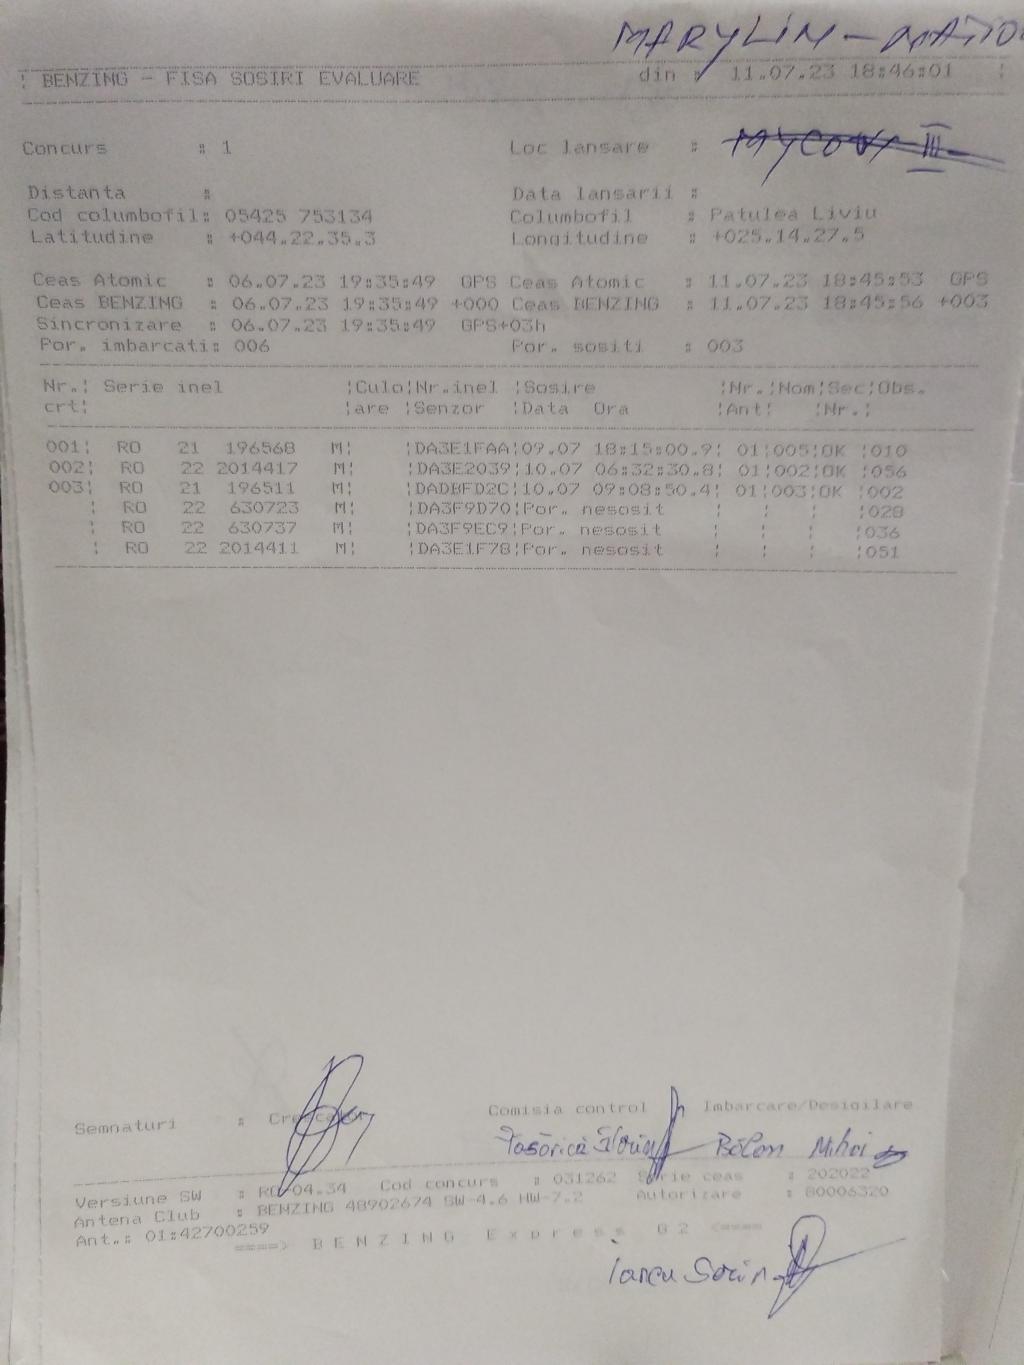 MARYLIN - NATIO
¦ BENZING - FISA SOSIRI EVALUARE din : 11.07.23 18:46:01 ¦
Concurs : 1 Loc lansare : III
Distanta : Data lansarii :
Cod columbofil: 05425 753134 Columbofil : Patulea Liviu
Latitudine : +044.22.35.3 Longitudine : +025.14.27.5
Ceas Atomic : 06.07.23 19:35:49 GPS Ceas Atomic : 11.07.23 18:45:53 GPS
Ceas BENZING : 06.07.23 19:35:49 +000 Ceas BENZING : 11.07.23 18:45:56 +003
Sincronizare : 06.07.23 19:35:49 GPS+03h
Por. imbarcati: 006 Por. sositi : 003
Nr.¦ Serie inel ¦Culo¦Nr.inel ¦Sosire ¦Nr.¦Nom¦Sec¦Obs.
crt¦ ¦are ¦Senzor ¦Data Ora ¦Ant¦ ¦Nr.¦
001¦ RO 21 196568 M¦ ¦DA3E1FAA¦09.07 18:15:00.9¦ 01¦005¦OK ¦010
002¦ RO 22 2014417 M¦ ¦DA3E2039¦10.07 06:32:30.8¦ 01¦002¦OK ¦056
003¦ RO 21 196511 M¦ ¦DADBFD2C¦10.07 09:08:50.4¦ 01¦003¦OK ¦002
¦ RO 22 630723 M¦ ¦DA3F9D70¦Por. nesosit ¦ ¦ ¦ ¦028
¦ RO 22 630737 M¦ ¦DA3F9EC9¦Por. nesosit ¦ ¦ ¦ ¦036
¦ RO 22 2014411 M¦ ¦DA3E1F78¦Por. nesosit ¦ ¦ ¦ ¦051
Semnaturi : Crescator Comisia control Imbarcare/Desigilare
Mihai
Versiune SW : RO-04.34 Cod concurs : 031262 Serie ceas : 202022
Antena Club : BENZING 48902674 SW-4.6 HW-7.2 Autorizare : 80006320
Ant.: 01:42700259
====> BENZING Express G2 <====
Iancu Sorin